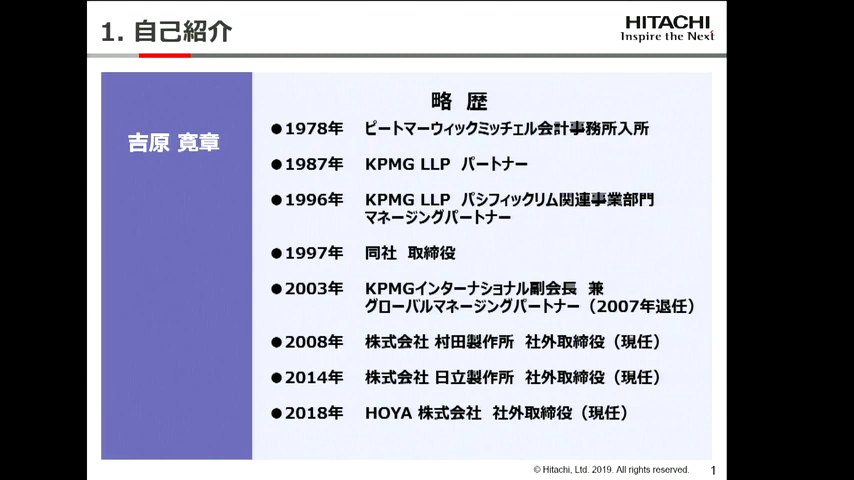 1. 自己紹介
HITACHI
Inspire the Next
吉原 寛章
略 歴
●1978年 ピートマーウィックミッチェル会計事務所入所
●1987年 KPMG LLP パートナー
●1996年 KPMG LLP パシフィックリム関連事業部門
マネージングパートナー
●1997年 同社 取締役
●2003年 KPMGインターナショナル副会長 兼
グローバルマネージングパートナー（2007年退任）
●2008年 株式会社 村田製作所 社外取締役（現任）
●2014年 株式会社 日立製作所 社外取締役（現任）
●2018年 HOYA 株式会社 社外取締役（現任）
© Hitachi, Ltd. 2019. All rights reserved.
1